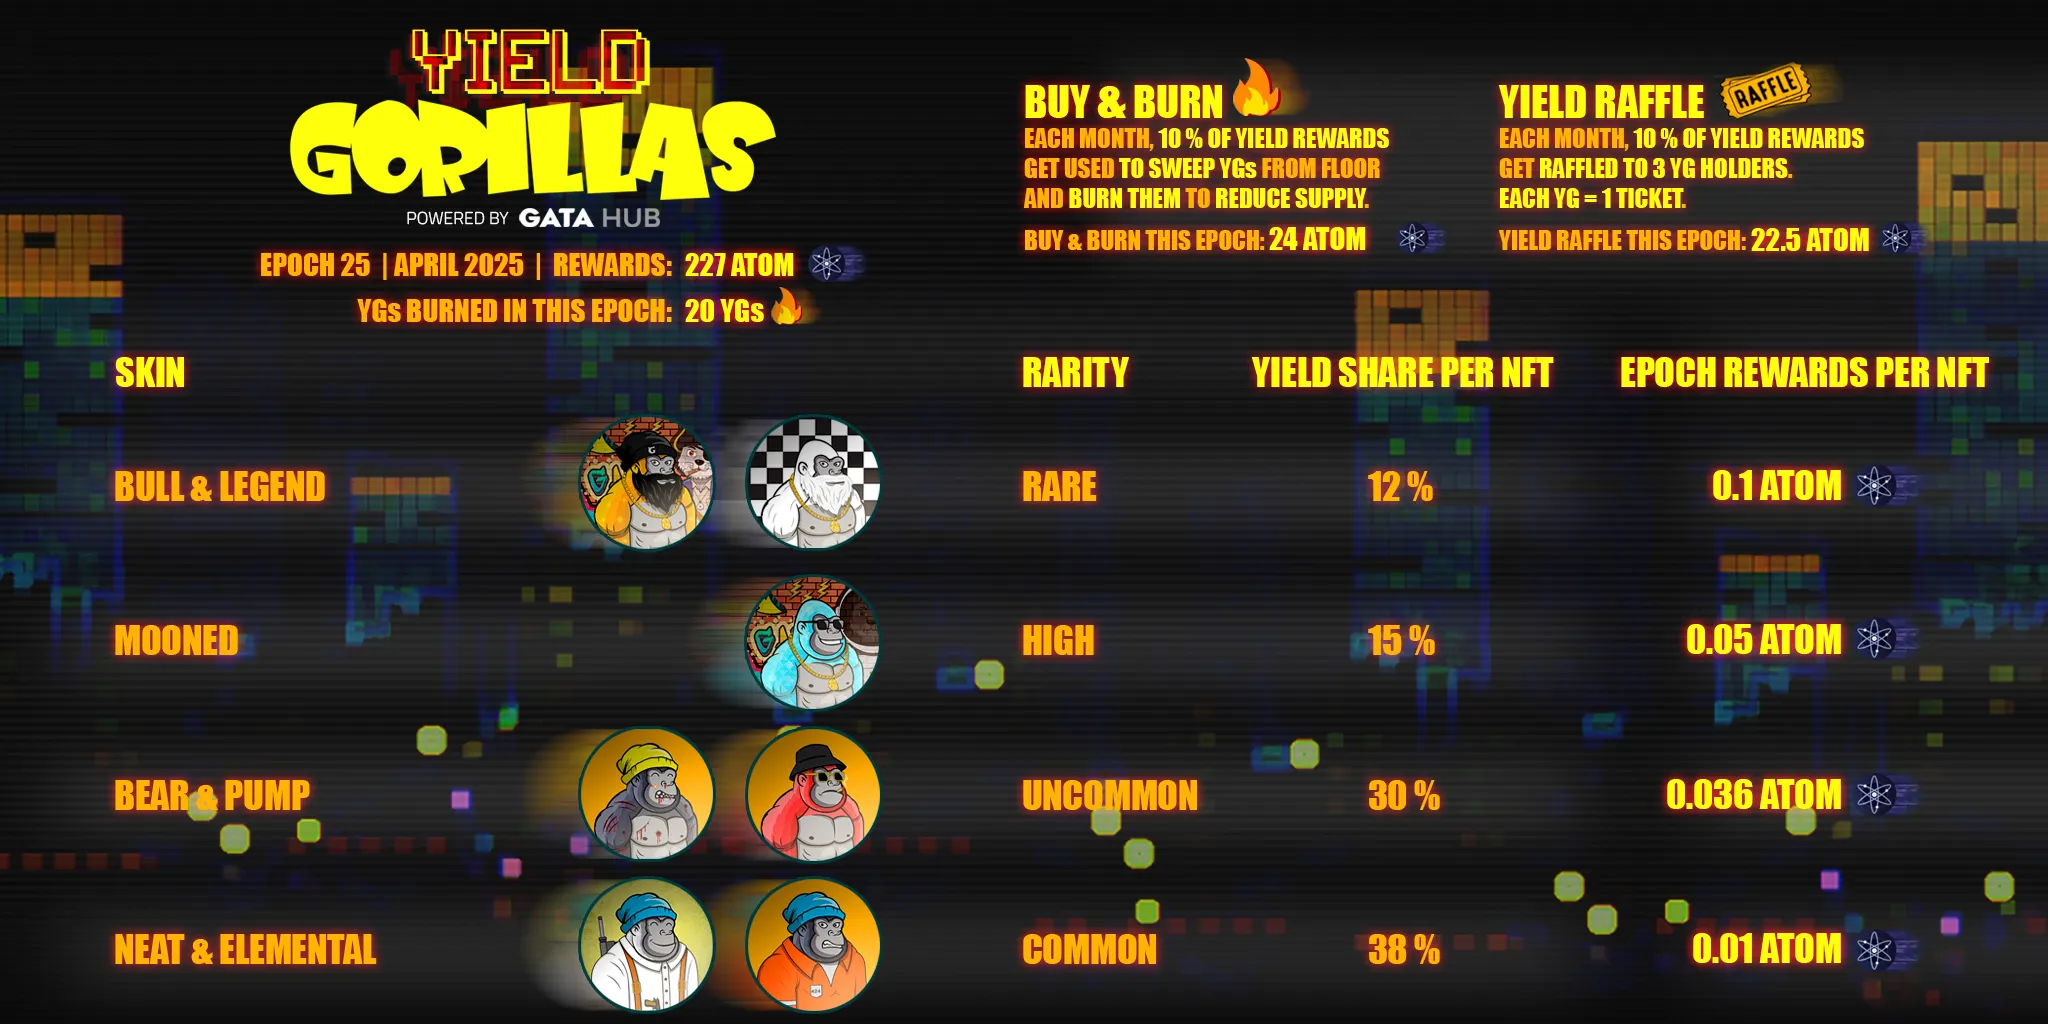 YIELD
GORILLAS
POWERED BY GATA HUB
EPOCH 25 | APRIL 2025 | REWARDS: 227 ATOM
YGs BURNED IN THIS EPOCH: 20 YGs
BUY & BURN
EACH MONTH, 10 % OF YIELD REWARDS
GET USED TO SWEEP YGs FROM FLOOR
AND BURN THEM TO REDUCE SUPPLY.
BUY & BURN THIS EPOCH: 24 ATOM
YIELD RAFFLE
RAFFLE
EACH MONTH, 10 % OF YIELD REWARDS
GET RAFFLED TO 3 YG HOLDERS.
EACH YG = 1 TICKET.
YIELD RAFFLE THIS EPOCH: 22.5 ATOM
SKIN RARITY YIELD SHARE PER NFT EPOCH REWARDS PER NFT
BULL & LEGEND RARE 12 % 0.1 ATOM
MOONED HIGH 15 % 0.05 ATOM
BEAR & PUMP UNCOMMON 30 % 0.036 ATOM
NEAT & ELEMENTAL COMMON 38 % 0.01 ATOM